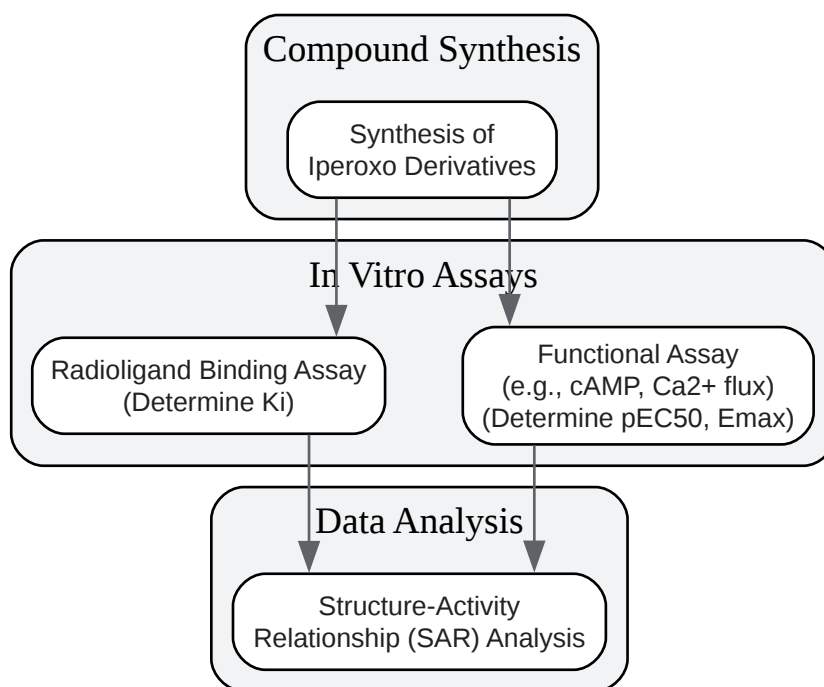 Compound Synthesis
Synthesis of
Iperoxo Derivatives
In Vitro Assays
Radioligand Binding Assay
(Determine Ki)
Functional Assay
(e.g., cAMP, Ca2+ flux)
(Determine pEC50, Emax)
Data Analysis
Structure-Activity
Relationship (SAR) Analysis